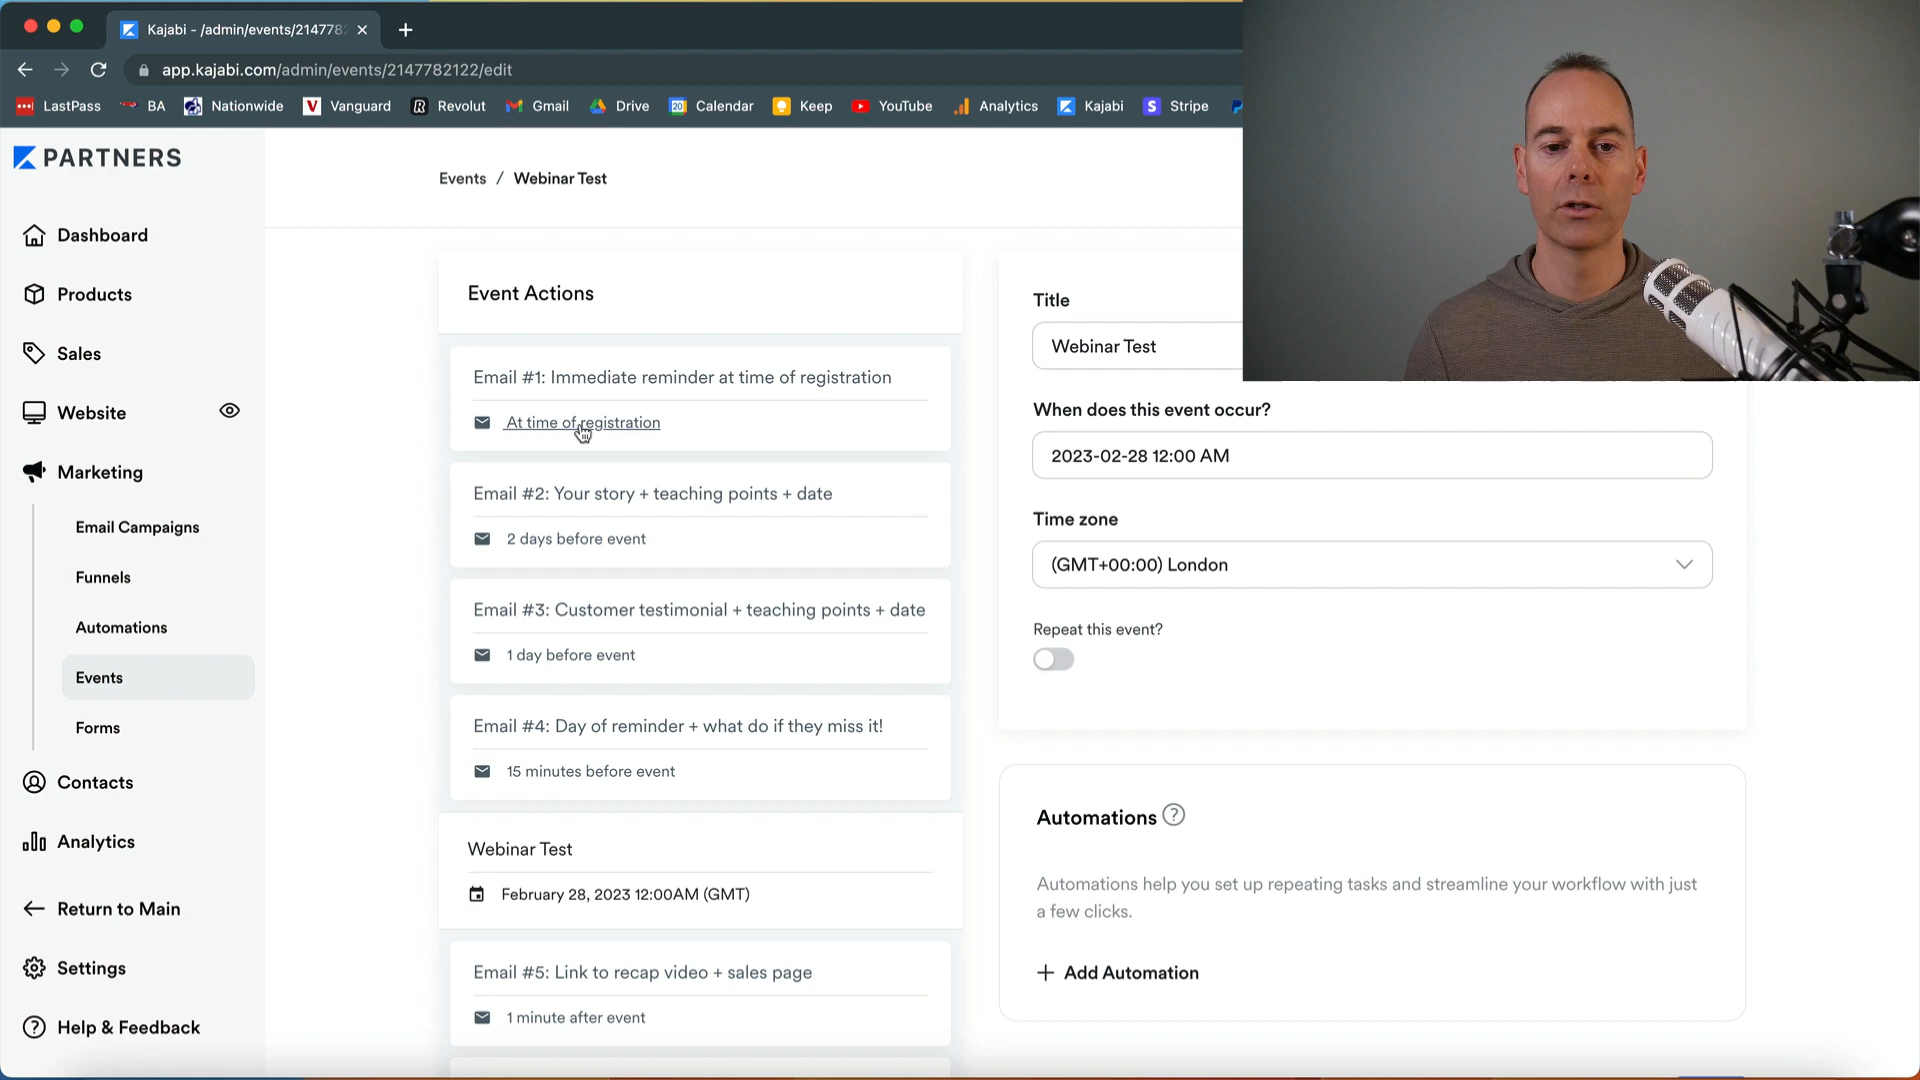 Kajabi - /admin/events/214778
app.kajabi.com/admin/events/2147782122/edit
LastPass
BA
Nationwide
Vanguard
Revolut
Gmail
Drive
20
Calendar
Keep
YouTube
Analytics
Kajabi
S
Stripe
PARTNERS
Events / Webinar Test
Dashboard
Products
Sales
Website
Marketing
Email Campaigns
Funnels
Automations
Events
Forms
Contacts
Analytics
Return to Main
Settings
Help & Feedback
Event Actions
Email #1: Immediate reminder at time of registration
At time of registration
Email #2: Your story + teaching points + date
2 days before event
Email #3: Customer testimonial + teaching points + date
1 day before event
Email #4: Day of reminder + what do if they miss it!
15 minutes before event
Webinar Test
February 28, 2023 12:00AM (GMT)
Email #5: Link to recap video + sales page
1 minute after event
Title
Webinar Test
When does this event occur?
2023-02-28 12:00 AM
Time zone
(GMT+00:00) London
Repeat this event?
Automations
Automations help you set up repeating tasks and streamline your workflow with just
a few clicks.
+ Add Automation